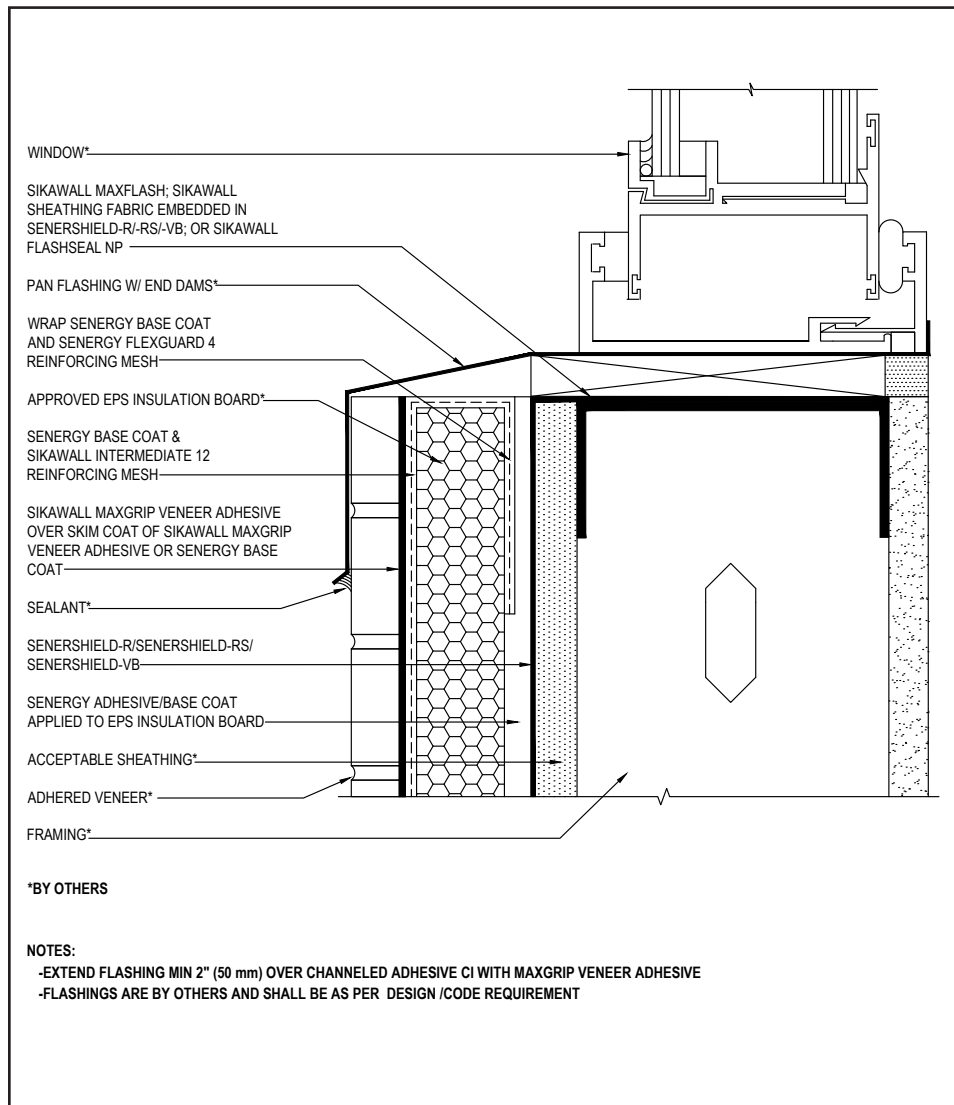 WINDOW*
SIKAWALL MAXFLASH; SIKAWALL
SHEATHING FABRIC EMBEDDED IN
SENERSHIELD-R/-RS/-VB; OR SIKAWALL
FLASHSEAL NP
PAN FLASHING W/ END DAMS*
WRAP SENERGY BASE COAT
AND SENERGY FLEXGUARD 4
REINFORCING MESH
APPROVED EPS INSULATION BOARD*
SENERGY BASE COAT &
SIKAWALL INTERMEDIATE 12
REINFORCING MESH
SIKAWALL MAXGRIP VENEER ADHESIVE
OVER SKIM COAT OF SIKAWALL MAXGRIP
VENEER ADHESIVE OR SENERGY BASE
COAT
SEALANT*
SENERSHIELD-R/SENERSHIELD-RS/
SENERSHIELD-VB
SENERGY ADHESIVE/BASE COAT
APPLIED TO EPS INSULATION BOARD
ACCEPTABLE SHEATHING*
ADHERED VENEER*
FRAMING*
*BY OTHERS
NOTES:
-EXTEND FLASHING MIN 2" (50 mm) OVER CHANNELED ADHESIVE CI WITH MAXGRIP VENEER ADHESIVE
-FLASHINGS ARE BY OTHERS AND SHALL BE AS PER DESIGN /CODE REQUIREMENT